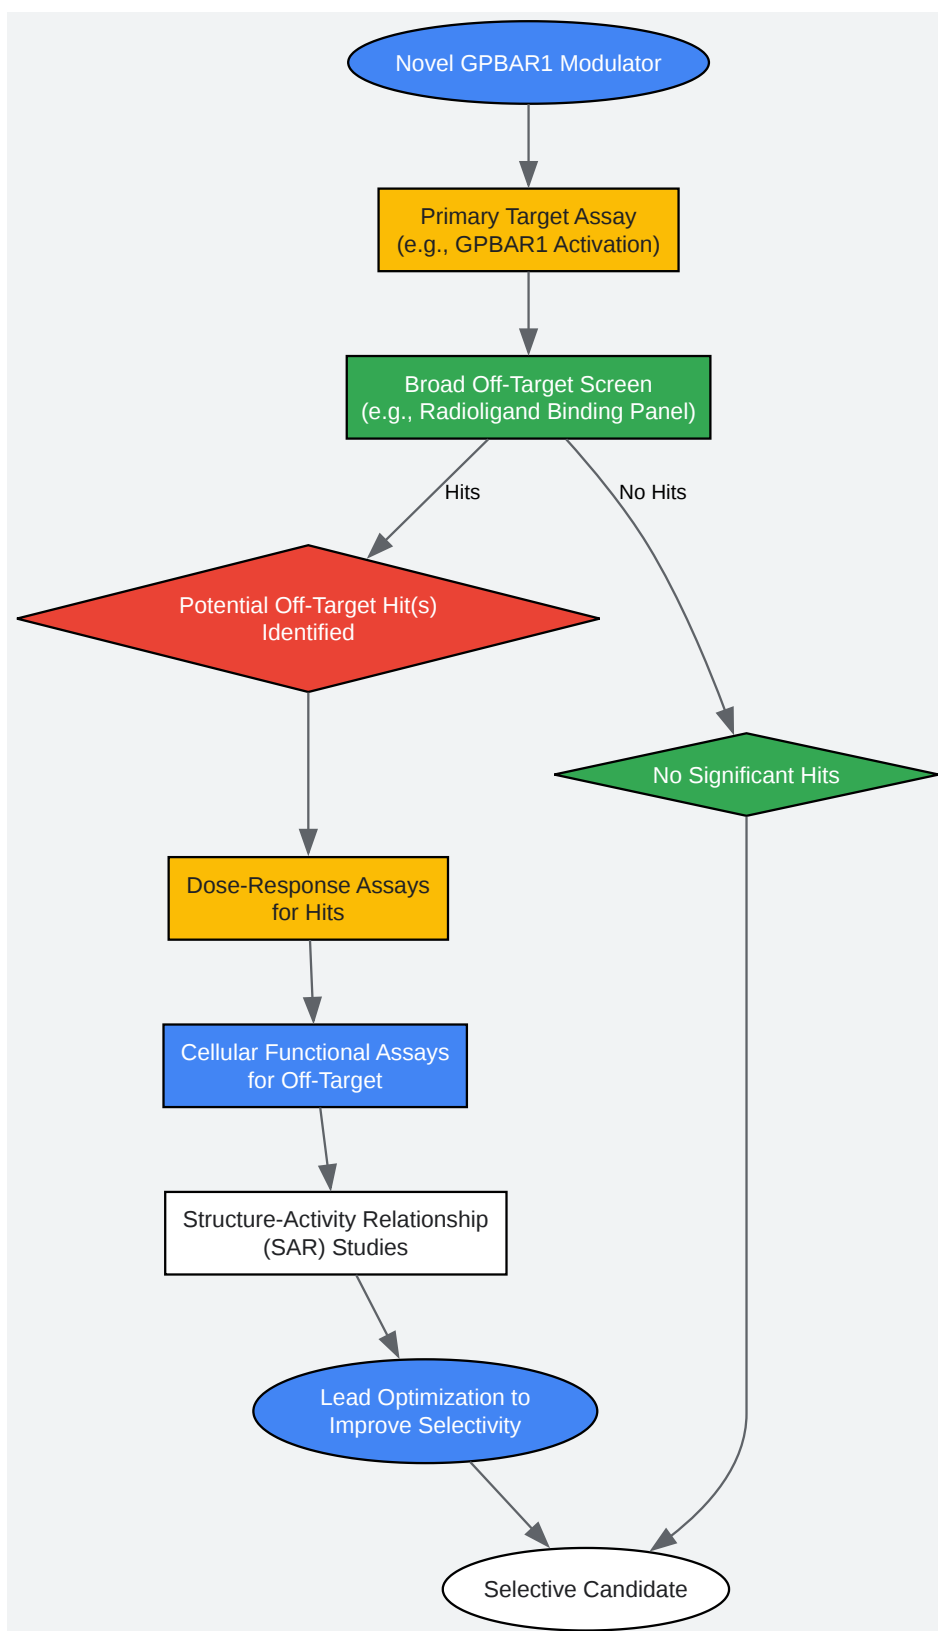 Novel GPBAR1 Modulator
Primary Target Assay
(e.g., GPBAR1 Activation)
Broad Off-Target Screen
(e.g., Radioligand Binding Panel)
Hits
No Hits
Potential Off-Target Hit(s)
Identified
No Significant Hits
Dose-Response Assays
for Hits
Cellular Functional Assays
for Off-Target
Structure-Activity Relationship
(SAR) Studies
Lead Optimization to
Improve Selectivity
Selective Candidate